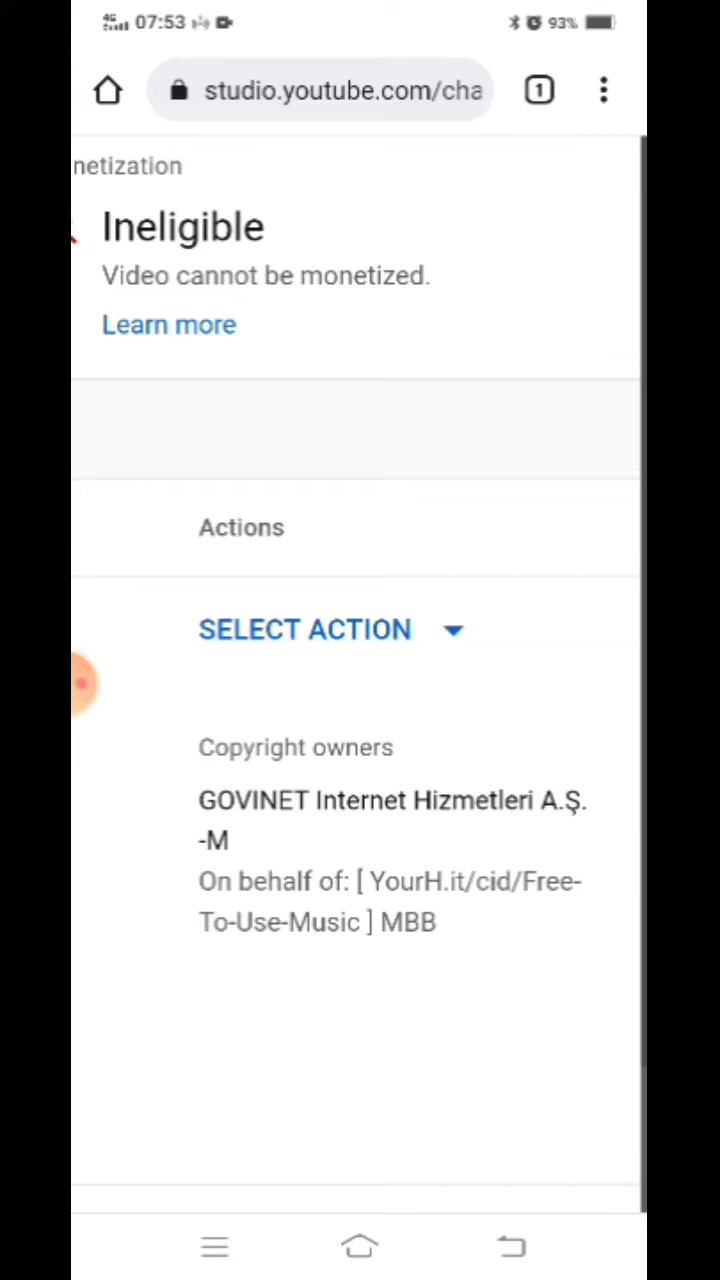 4G 07:53 93%
studio.youtube.com/cha 1
netization
Ineligible
Video cannot be monetized.
Learn more
Actions
SELECT ACTION
Copyright owners
GOVINET Internet Hizmetleri A.Ş.
-M
On behalf of: [ YourH.it/cid/Free-
To-Use-Music ] MBB